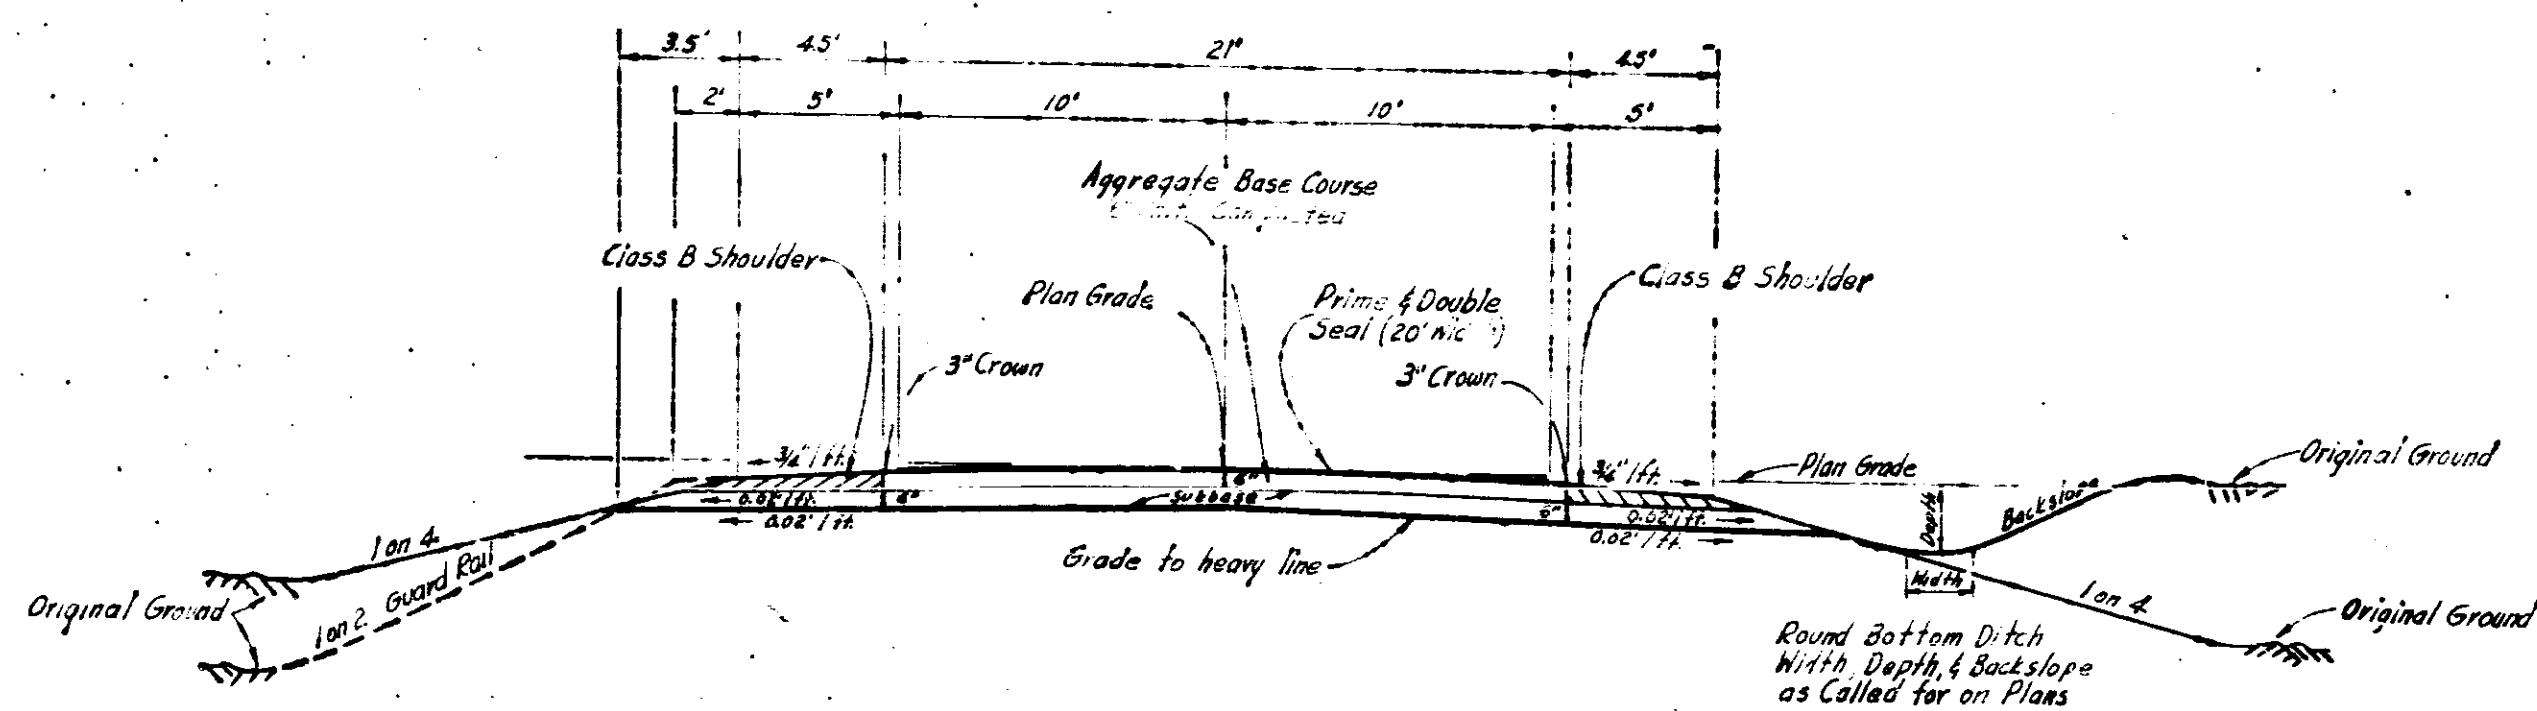 3.5' 4.5' 21' 4.5'
2' 5' 10' 10' 5'
Aggregate Base Course
Class B Shoulder
Plan Grade
Prime & Double
Seal (20'
Class B Shoulder
3" Crown
3" Crown
3/4" / ft.
3/4" / ft.
Plan Grade
Original Ground
6"
0.02' / ft.
6"
Subbase
6"
0.02' / ft.
0.02' / ft.
0.02' / ft.
Depth
Backslope
1 on 4
Grade to heavy line
Width
1 on 4
Original Ground
1 on 2 Guard Rail
Original Ground
Round Bottom Ditch
Width, Depth, & Backslope
as Called for on Plans